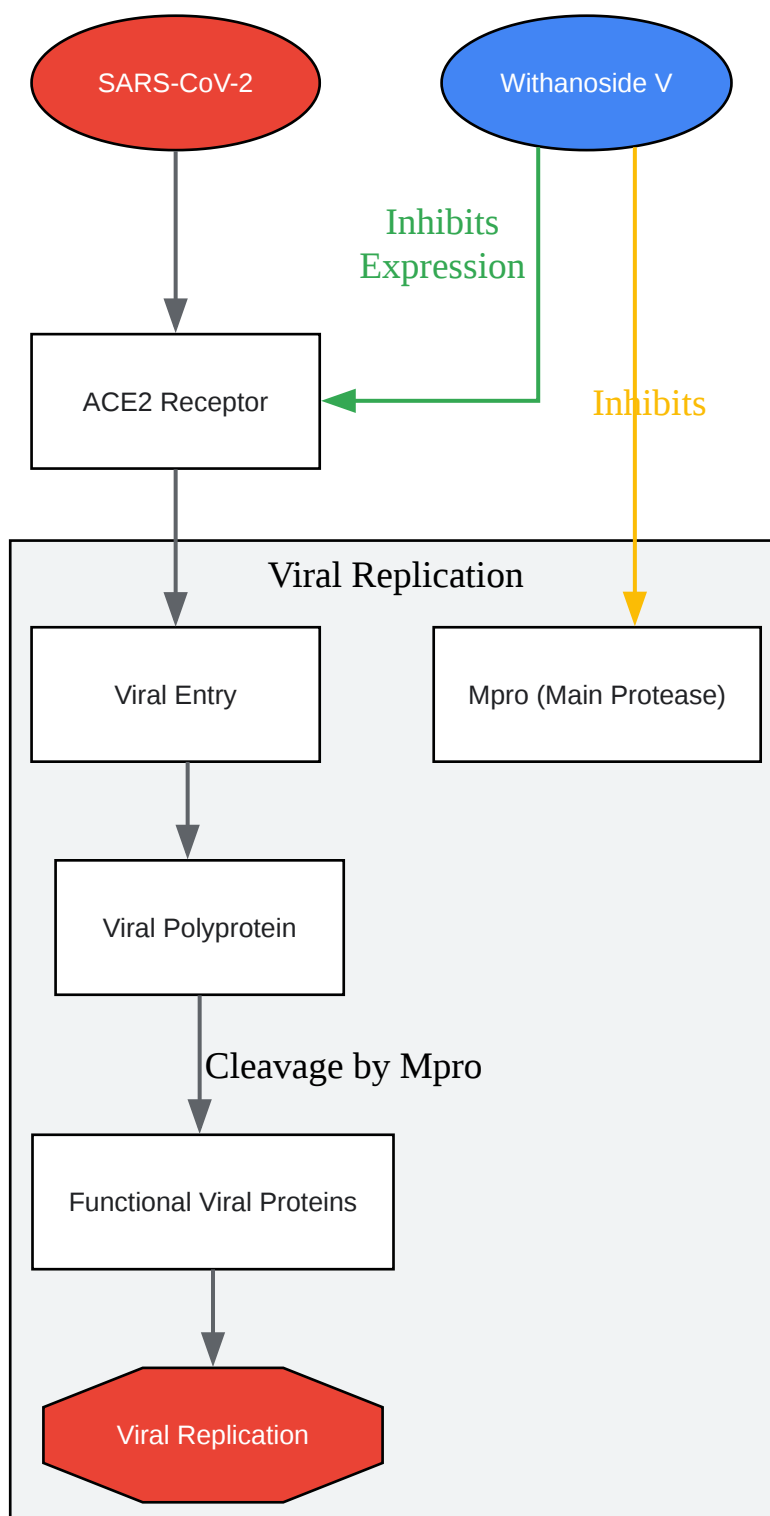 SARS-CoV-2
Withanoside V
Inhibits
Expression
ACE2 Receptor
Inhibits
Viral Replication
Viral Entry
Mpro (Main Protease)
Viral Polyprotein
Cleavage by Mpro
Functional Viral Proteins
Viral Replication